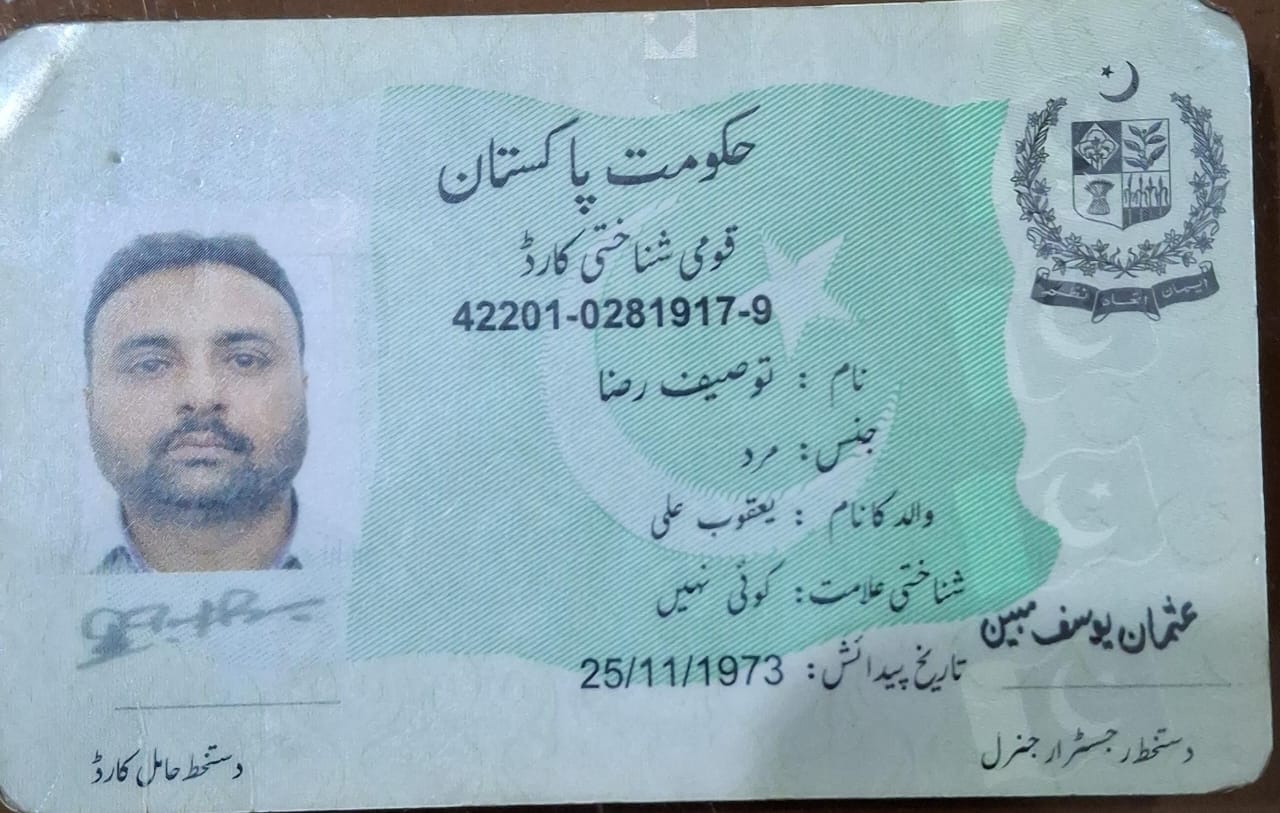 حکومت پاکستان
قومی شناختی کارڈ
42201-0281917-9
نام : توصیف رضا
جنس: مرد
والد کا نام : یعقوب علی
شناختی علامت: کوئی نہیں
تاریخ پیدائش: 25/11/1973
ایمان اتحاد نظم
عثمان یوسف مبین
دستخط رجسٹرار جنرل
دستخط حامل کارڈ